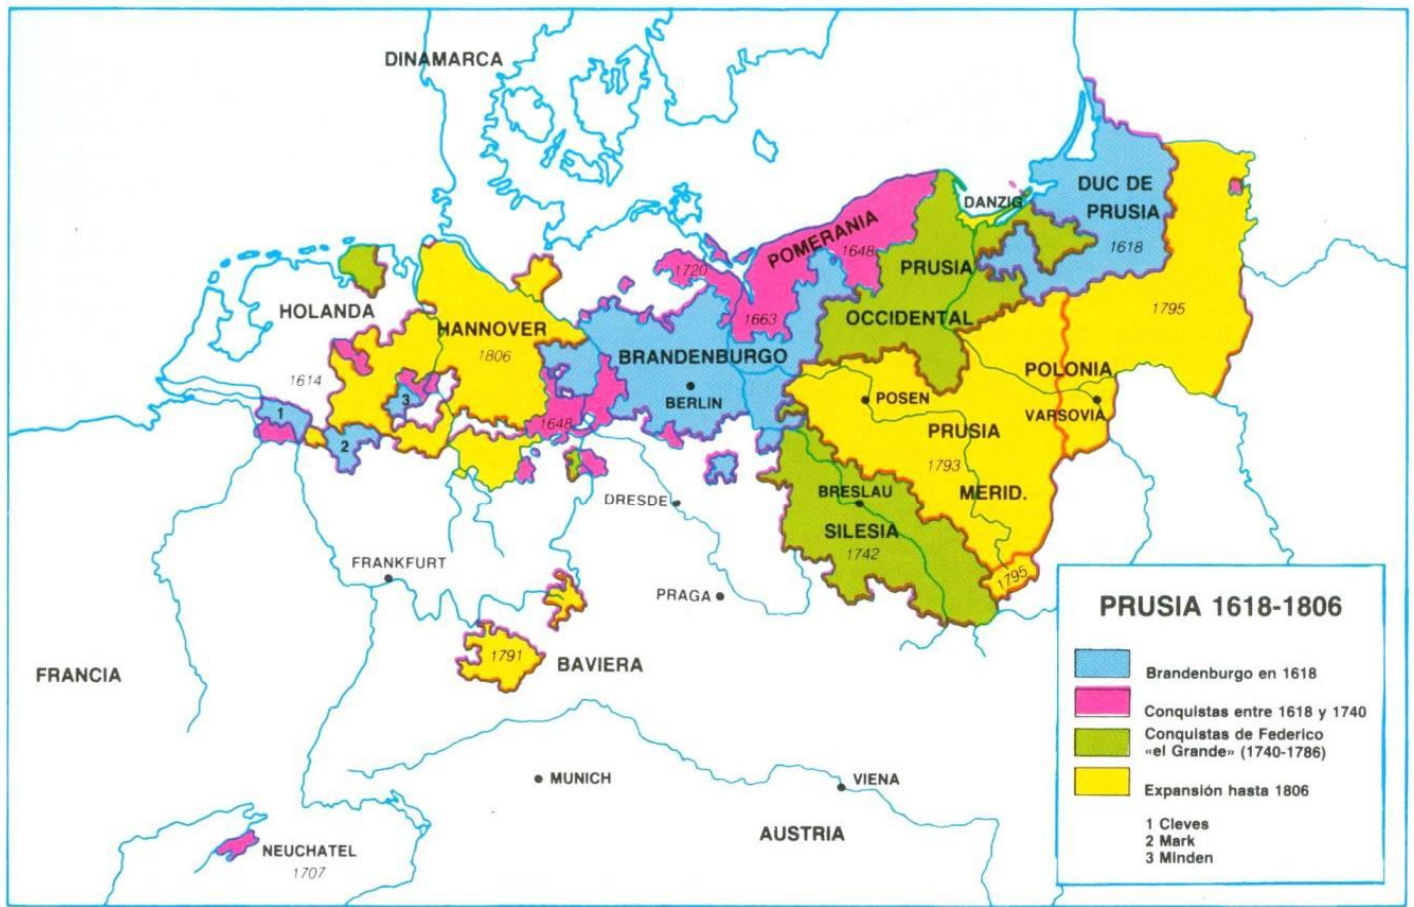 DINAMARCA
DANZIG
DUC DE
PRUSIA
1618
POMERANIA
1648
1720
1663
PRUSIA
OCCIDENTAL
HOLANDA
1614
HANNOVER
1806
BRANDENBURGO
BERLIN
1795
POLONIA
VARSOVIA
POSEN
PRUSIA
1793
MERID.
1
2
3
1648
DRESDE
BRESLAU
SILESIA
1742
1795
FRANKFURT
PRAGA
1791
BAVIERA
FRANCIA
MUNICH
VIENA
AUSTRIA
NEUCHATEL
1707
PRUSIA 1618-1806
Brandenburgo en 1618
Conquistas entre 1618 y 1740
Conquistas de Federico
«el Grande» (1740-1786)
Expansión hasta 1806
1 Cleves
2 Mark
3 Minden